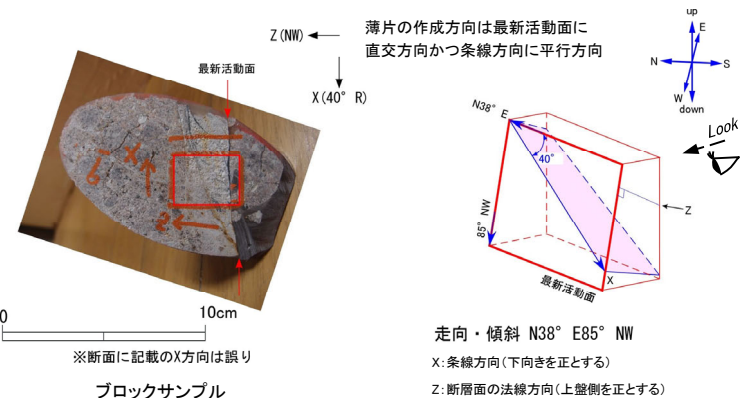 Z(NW)
X(40° R)
最新活動面
薄片の作成方向は最新活動面に
直交方向かつ条線方向に平行方向
up
E
N
S
W
down
Look
N38° E
40°
85° NW
Z
X
最新活動面
X
Z
0
10cm
※断面に記載のX方向は誤り
ブロックサンプル
走向・傾斜 N38° E85° NW
X:条線方向(下向きを正とする)
Z:断層面の法線方向(上盤側を正とする)